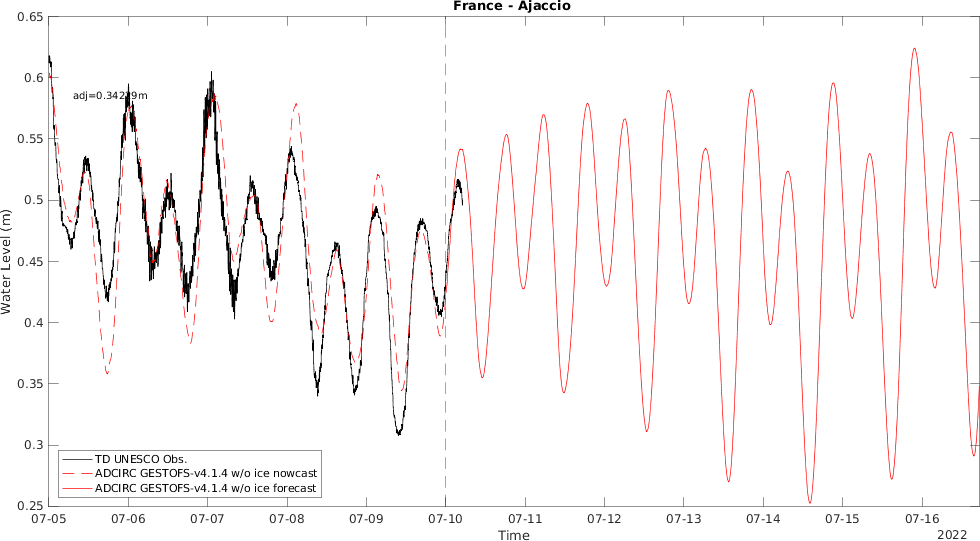 France - Ajaccio
0.65
0.6
0.55
0.5
0.45
0.4
0.35
0.3
0.25
Water Level (m)
TD UNESCO Obs.
ADCIRC GESTOFS-v4.1.4 w/o ice nowcast
ADCIRC GESTOFS-v4.1.4 w/o ice forecast
07-05 07-06 07-07 07-08 07-09 07-10 07-11 07-12 07-13 07-14 07-15 07-16
Time
2022